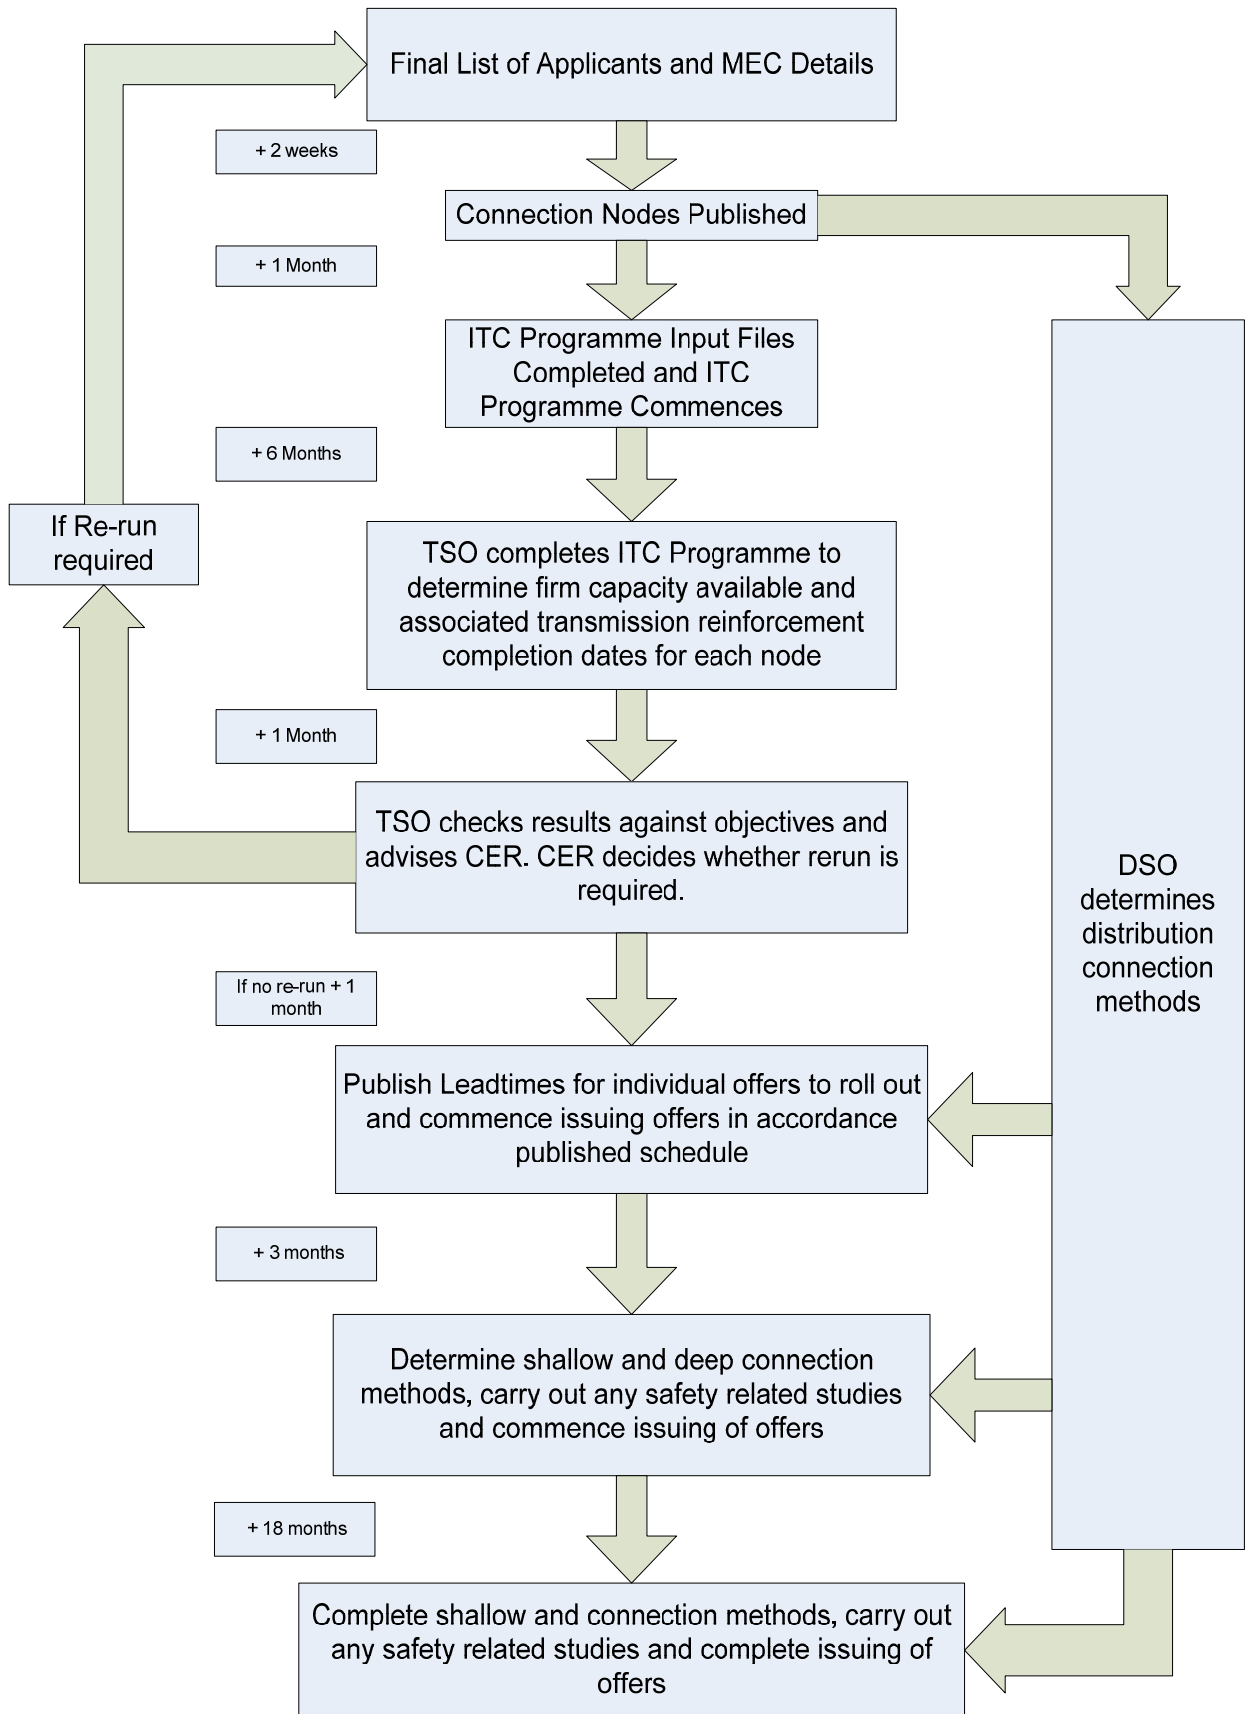 Final List of Applicants and MEC Details
+ 2 weeks
Connection Nodes Published
+ 1 Month
ITC Programme Input Files
Completed and ITC
Programme Commences
+ 6 Months
If Re-run
required
TSO completes ITC Programme to
determine firm capacity available and
associated transmission reinforcement
completion dates for each node
+ 1 Month
TSO checks results against objectives and
advises CER. CER decides whether rerun is
required.
DSO
determines
distribution
connection
methods
If no re-run + 1
month
Publish Leadtimes for individual offers to roll out
and commence issuing offers in accordance
published schedule
+ 3 months
Determine shallow and deep connection
methods, carry out any safety related studies
and commence issuing of offers
+ 18 months
Complete shallow and connection methods, carry out
any safety related studies and complete issuing of
offers